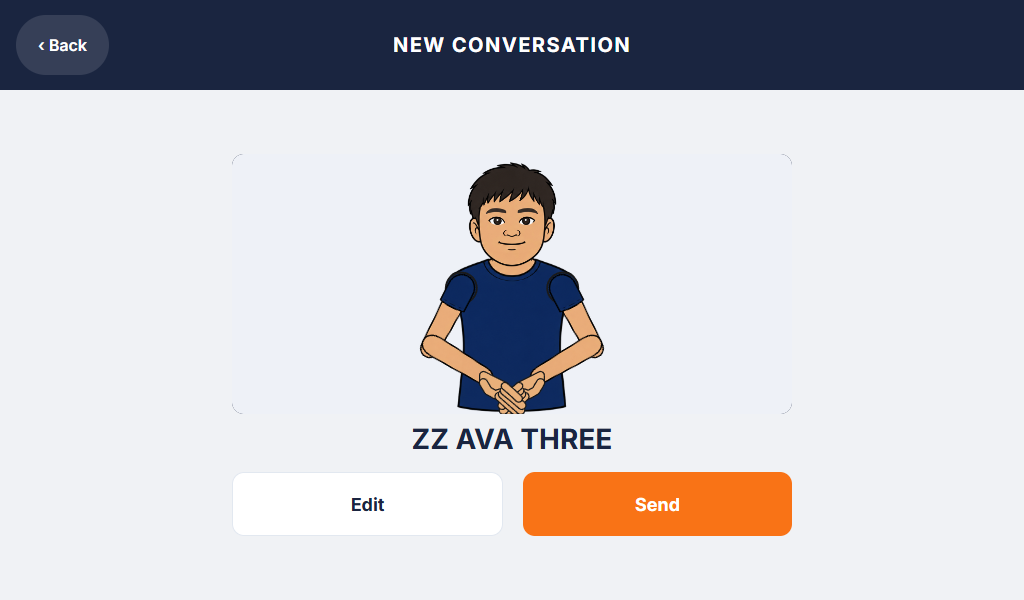 ‹ Back
NEW CONVERSATION
ZZ AVA THREE
Edit
Send